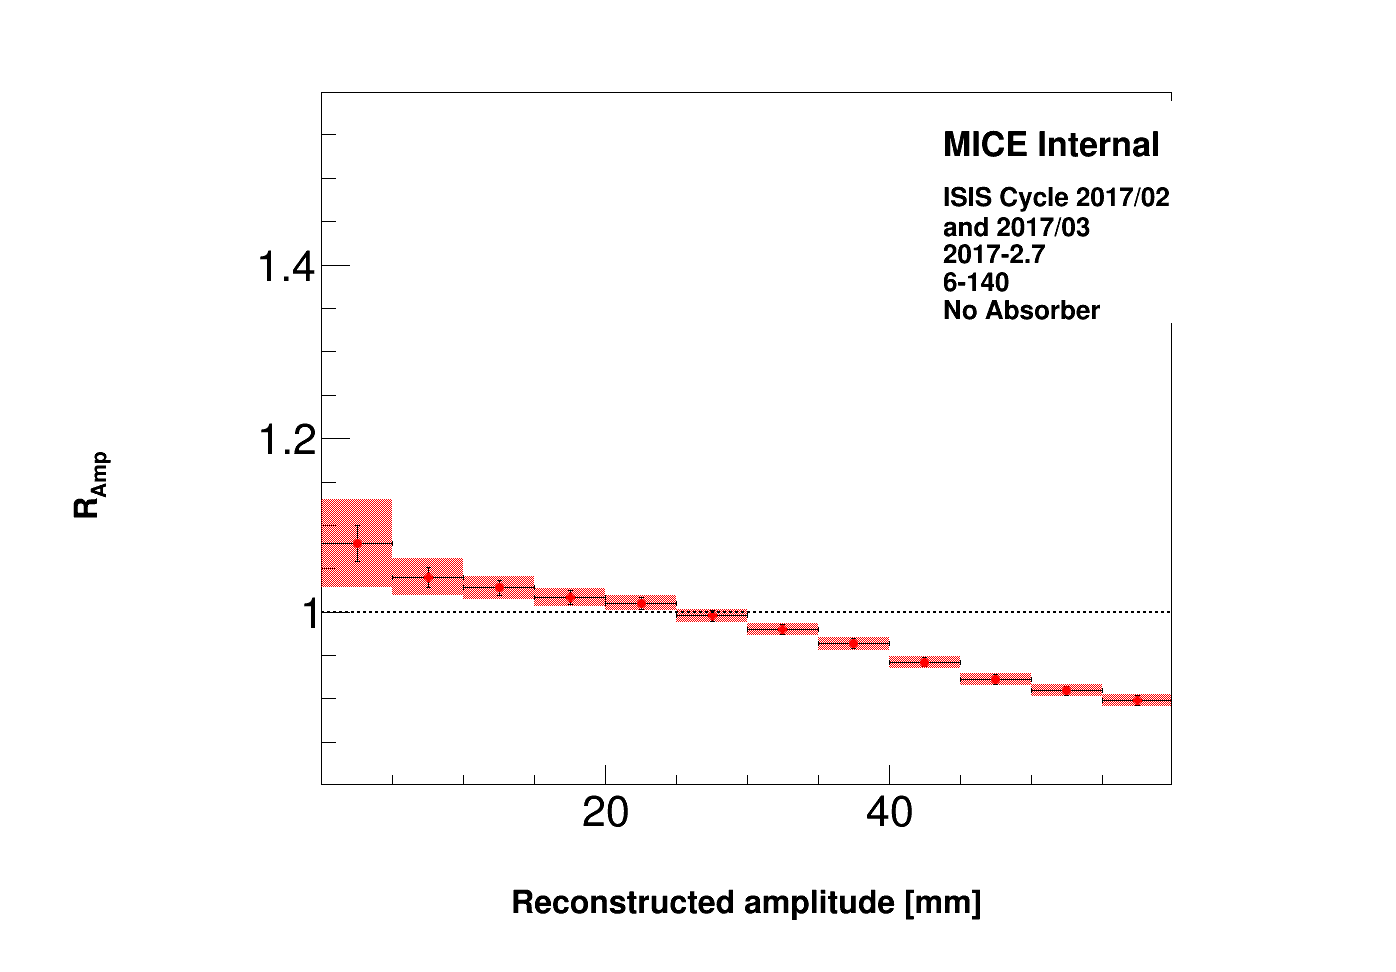 MICE Internal
ISIS Cycle 2017/02
and 2017/03
2017-2.7
6-140
No Absorber
1.4
1.2
1
R_Amp
20
40
Reconstructed amplitude [mm]